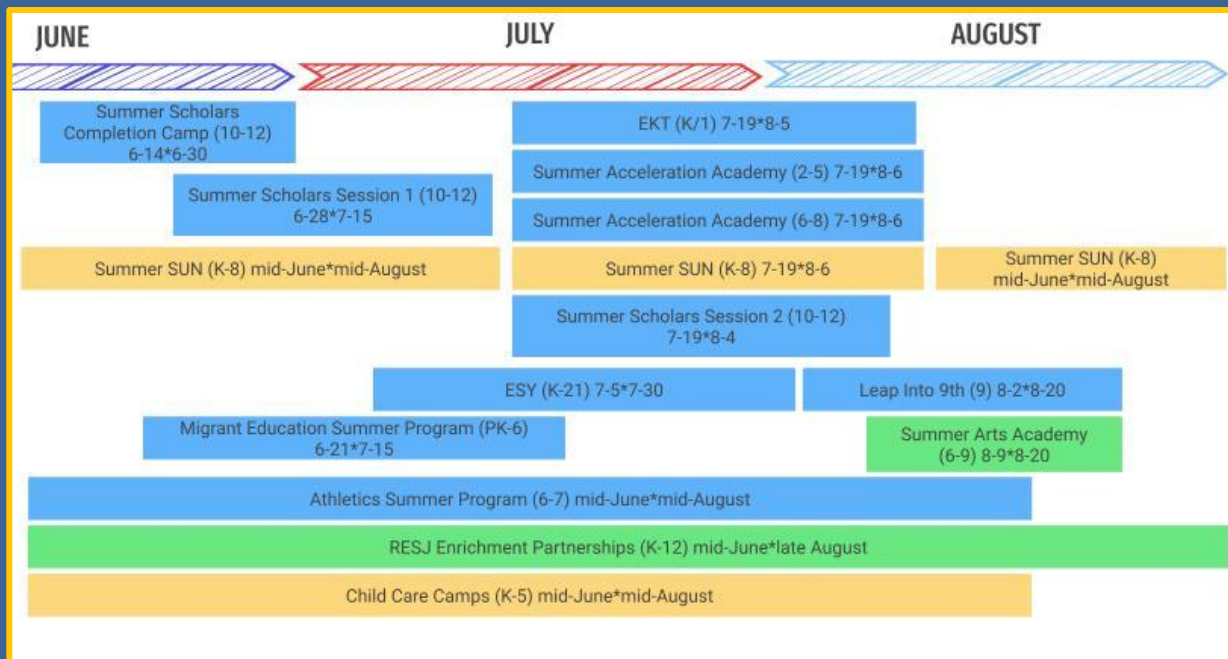 JUNE
JULY
AUGUST
Summer Scholars
Completion Camp (10-12)
6-14*6-30
EKT (K/1) 7-19*8-5
Summer Acceleration Academy (2-5) 7-19*8-6
Summer Scholars Session 1 (10-12)
6-28*7-15
Summer Acceleration Academy (6-8) 7-19*8-6
Summer SUN (K-8) mid-June*mid-August
Summer SUN (K-8) 7-19*8-6
Summer SUN (K-8)
mid-June*mid-August
Summer Scholars Session 2 (10-12)
7-19*8-4
ESY (K-21) 7-5*7-30
Leap Into 9th (9) 8-2*8-20
Migrant Education Summer Program (PK-6)
6-21*7-15
Summer Arts Academy
(6-9) 8-9*8-20
Athletics Summer Program (6-7) mid-June*mid-August
RESJ Enrichment Partnerships (K-12) mid-June*late August
Child Care Camps (K-5) mid-June*mid-August